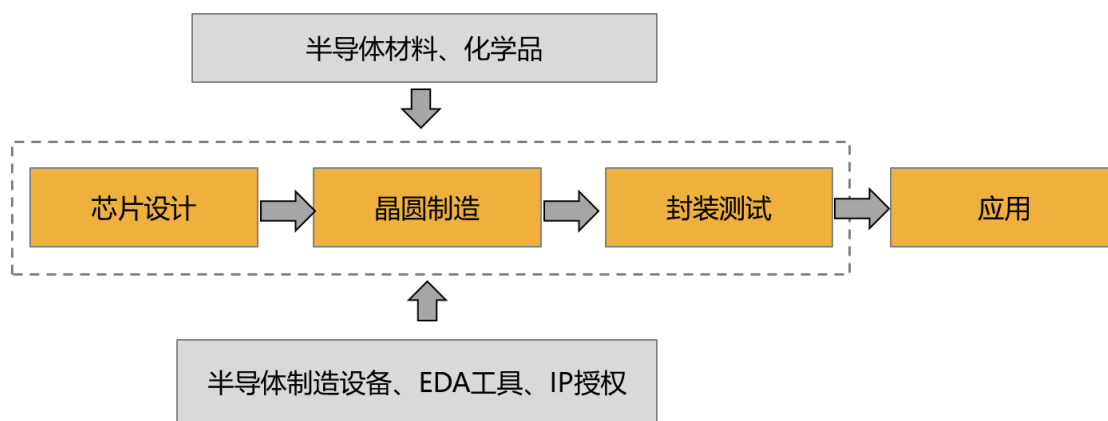 半导体材料、化学品
芯片设计
晶圆制造
封装测试
应用
半导体制造设备、EDA工具、IP授权